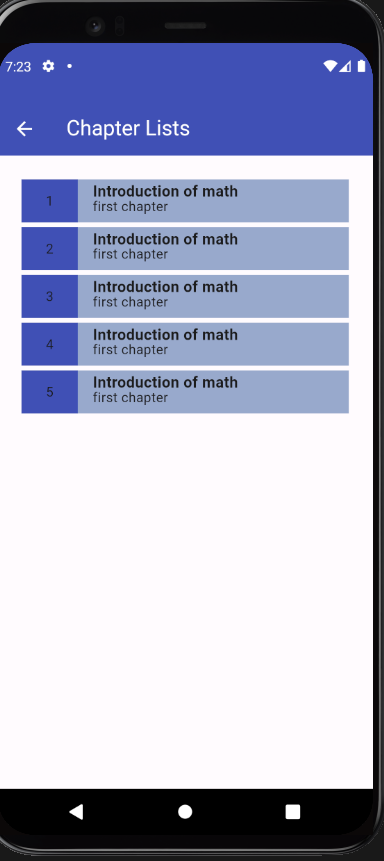 7:23
Chapter Lists
1
Introduction of math
first chapter
2
Introduction of math
first chapter
3
Introduction of math
first chapter
4
Introduction of math
first chapter
5
Introduction of math
first chapter